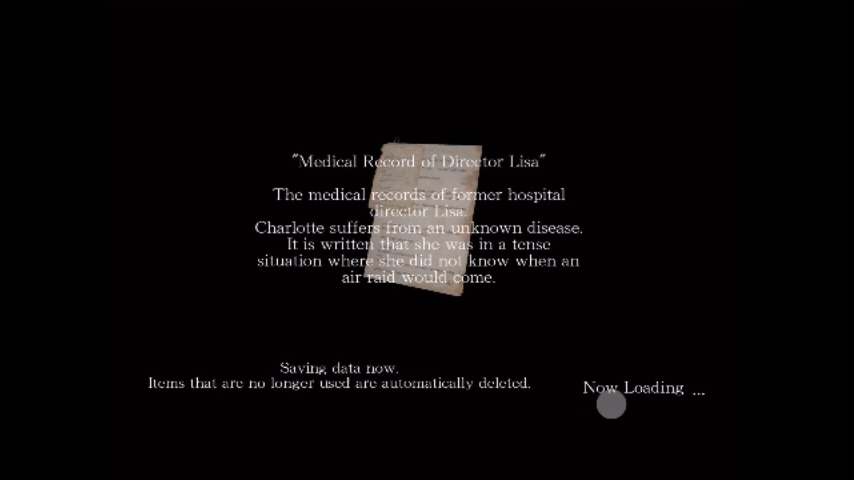 "Medical Record of Director Lisa"
The medical records of former hospital
director Lisa.
Charlotte suffers from an unknown disease.
It is written that she was in a tense
situation where she did not know when an
air raid would come.
Saving data now.
Items that are no longer used are automatically deleted.
Now Loading ...